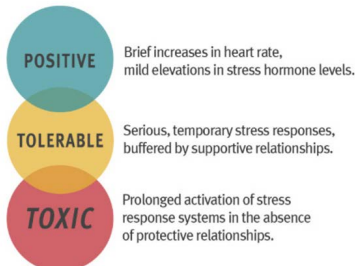 POSITIVE
Brief increases in heart rate,
mild elevations in stress hormone levels.
TOLERABLE
Serious, temporary stress responses,
buffered by supportive relationships.
TOXIC
Prolonged activation of stress
response systems in the absence
of protective relationships.